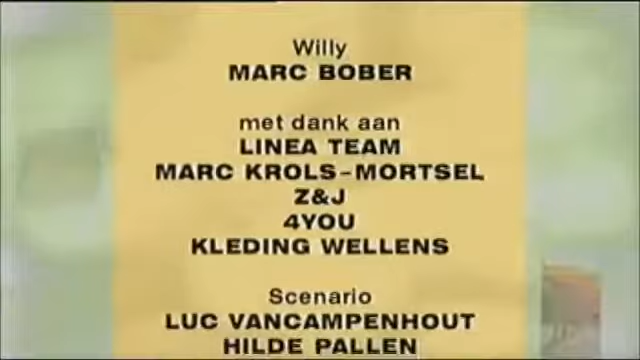 Willy
MARC BOBER
met dank aan
LINEA TEAM
MARC KROLS-MORTSEL
Z&J
4YOU
KLEDING WELLENS
Scenario
LUC VANCAMPENHOUT
HILDE PALLEN